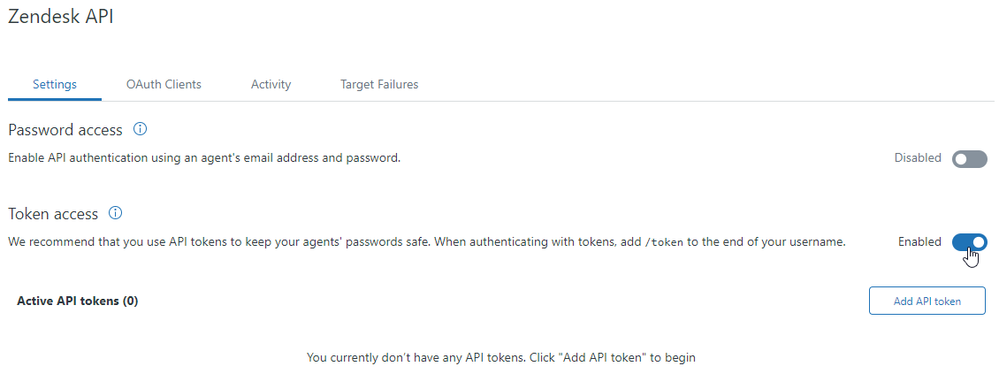 Zendesk API
Settings OAuth Clients Activity Target Failures
Password access
Enable API authentication using an agent's email address and password. Disabled
Token access
We recommend that you use API tokens to keep your agents' passwords safe. When authenticating with tokens, add /token to the end of your username. Enabled
Active API tokens (0) Add API token
You currently don't have any API tokens. Click "Add API token" to begin